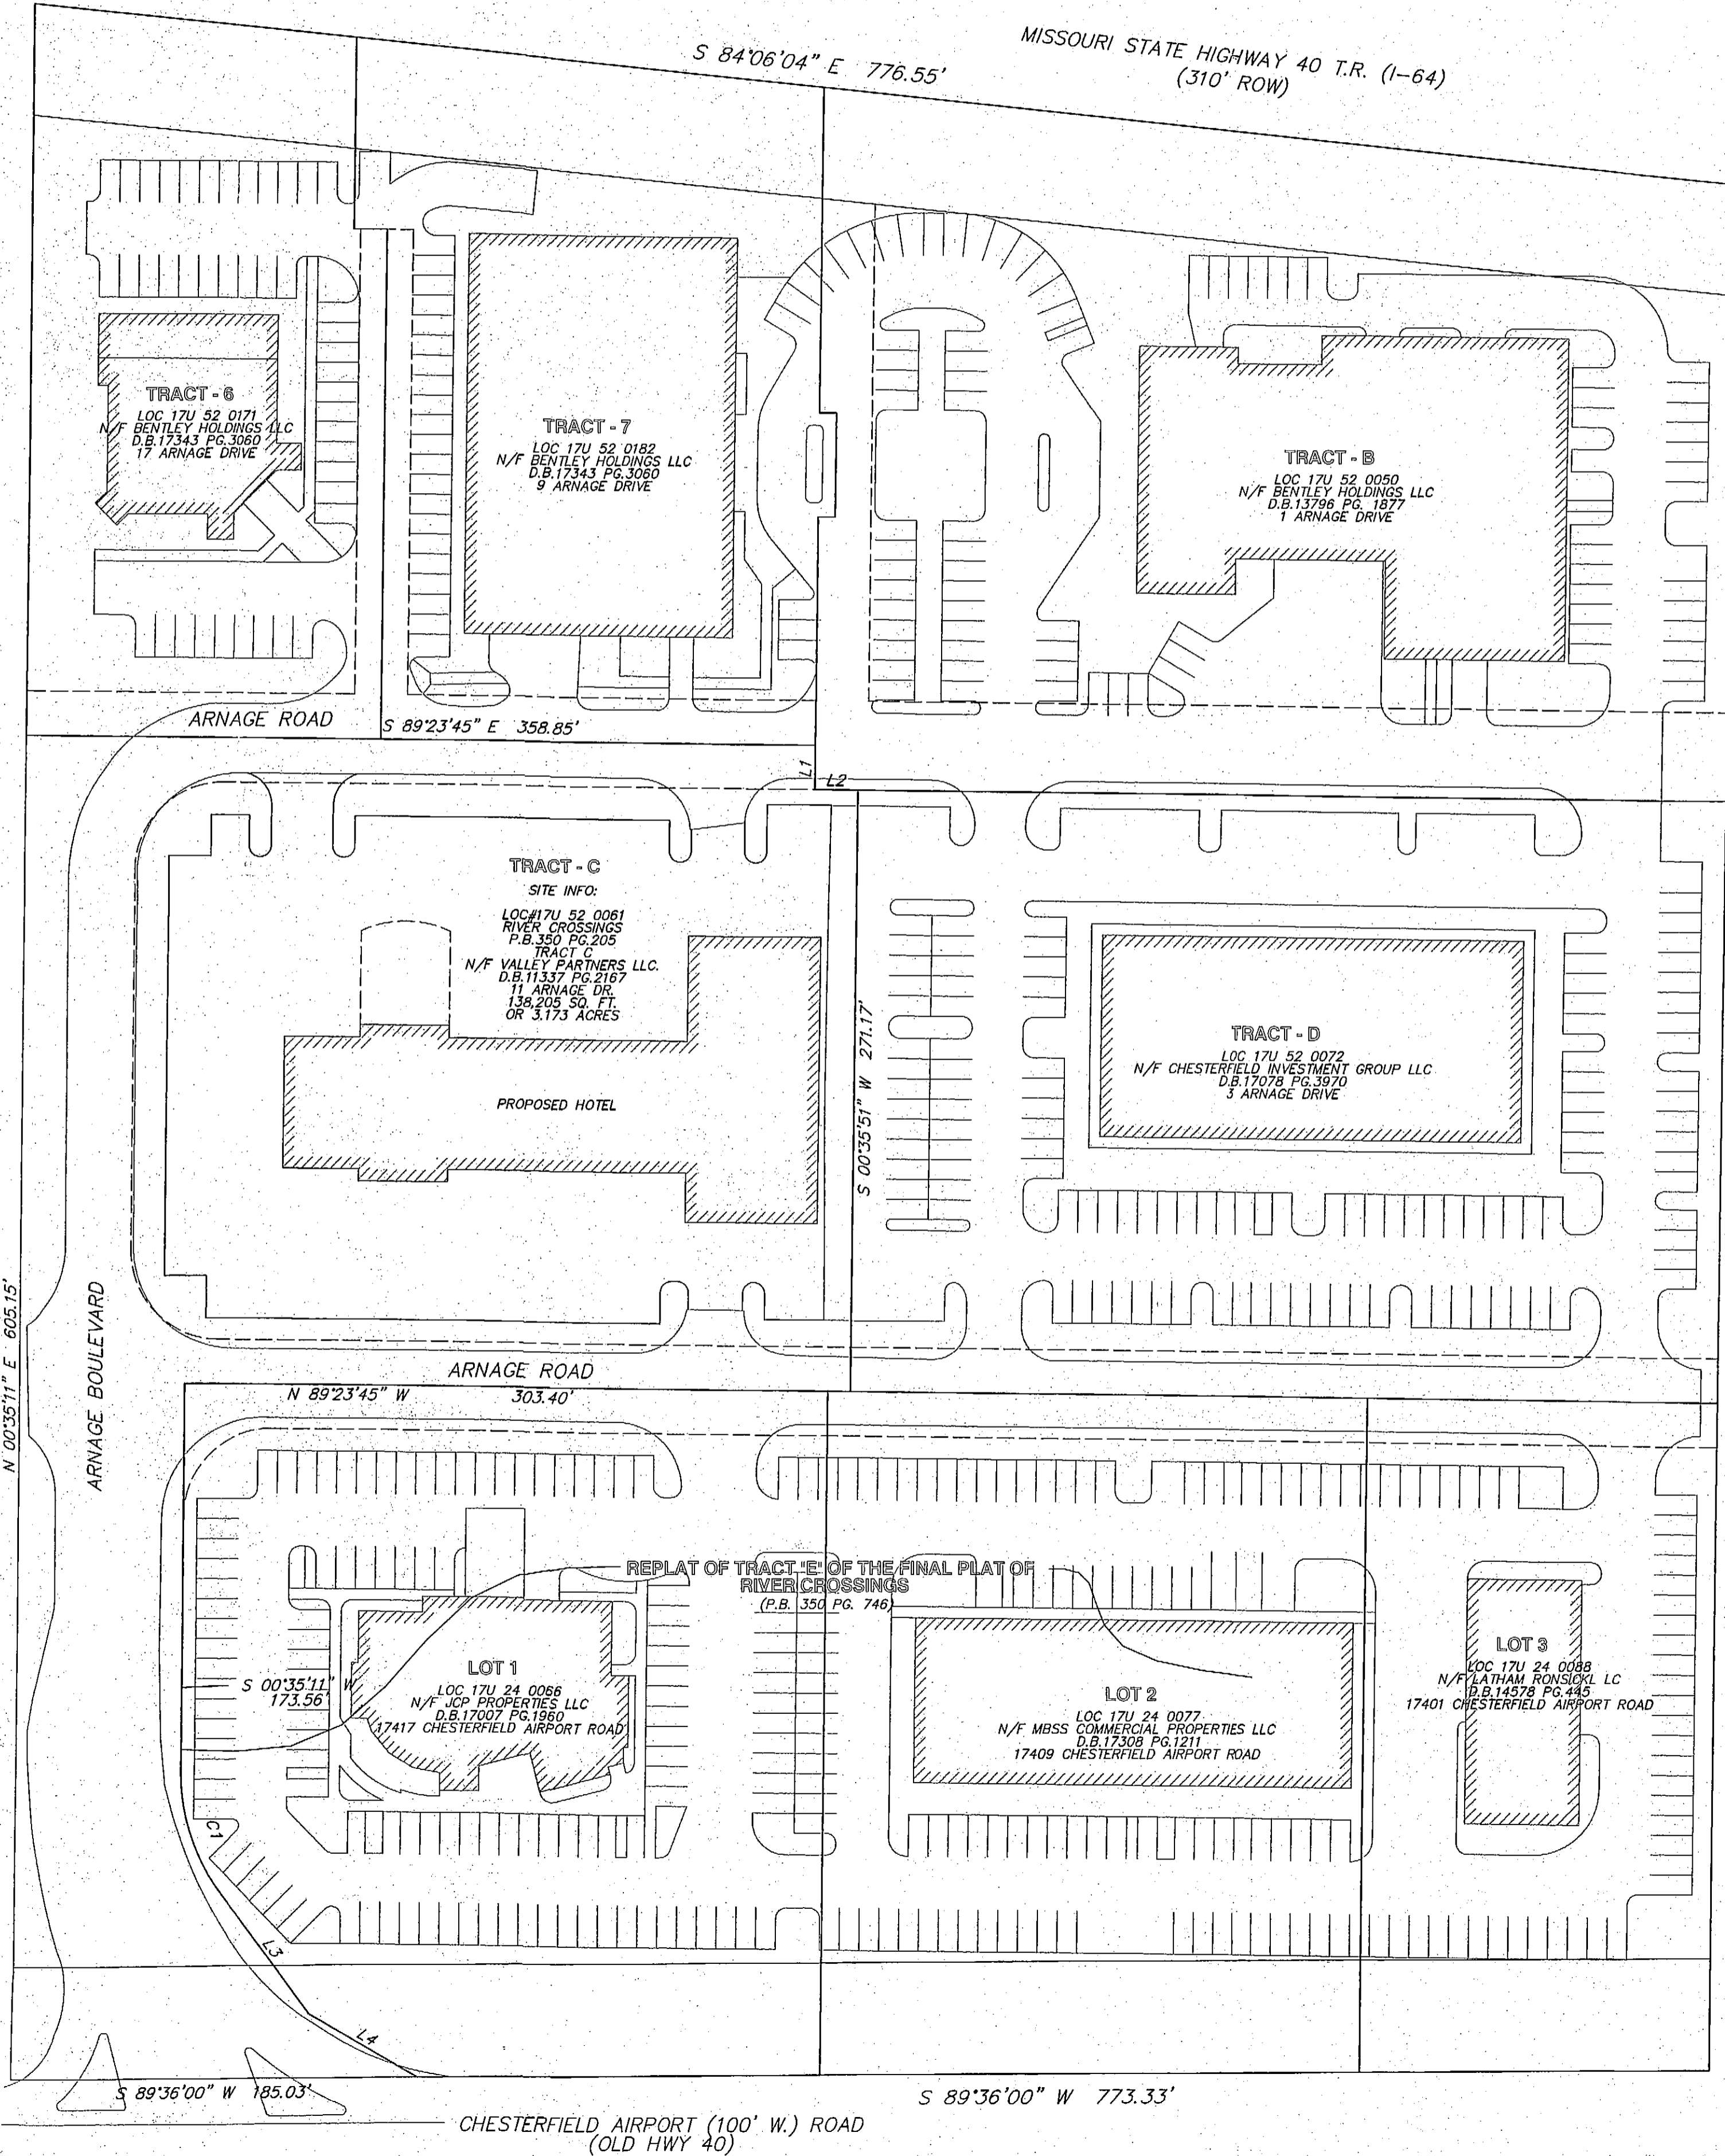 MISSOURI STATE HIGHWAY 40 T.R. (I-64)
(310' ROW)
S 84°06'04" E 776.55'
TRACT - 6
LOC 17U 52 0171
N/F BENTLEY HOLDINGS LLC
D.B.17343 PG.3060
17 ARNAGE DRIVE
TRACT - 7
LOC 17U 52 0182
N/F BENTLEY HOLDINGS LLC
D.B.17343 PG.3060
9 ARNAGE DRIVE
TRACT - B
LOC 17U 52 0050
N/F BENTLEY HOLDINGS LLC
D.B.13796 PG. 1877
1 ARNAGE DRIVE
ARNAGE ROAD
S 89°23'45" E 358.85'
L1
L2
TRACT - C
SITE INFO:
LOC#17U 52 0061
RIVER CROSSINGS
P.B.350 PG.205
TRACT C
N/F VALLEY PARTNERS LLC.
D.B.11337 PG.2167
11 ARNAGE DR.
138,205 SQ. FT.
OR 3.173 ACRES
PROPOSED HOTEL
S 00°35'51" W 271.17'
TRACT - D
LOC 17U 52 0072
N/F CHESTERFIELD INVESTMENT GROUP LLC
D.B.17078 PG.3970
3 ARNAGE DRIVE
N 00°35'11" E 605.15'
ARNAGE BOULEVARD
ARNAGE ROAD
N 89°23'45" W 303.40'
REPLAT OF TRACT "E" OF THE FINAL PLAT OF
RIVER CROSSINGS
(P.B. 350 PG. 746)
S 00°35'11" W
173.56'
LOT 1
LOC 17U 24 0066
N/F JCP PROPERTIES LLC
D.B.17007 PG.1960
17417 CHESTERFIELD AIRPORT ROAD
LOT 2
LOC 17U 24 0077
N/F MBSS COMMERCIAL PROPERTIES LLC
D.B.17308 PG.1211
17409 CHESTERFIELD AIRPORT ROAD
LOT 3
LOC 17U 24 0088
N/F LATHAM RONSICKL LC
D.B.14578 PG.445
17401 CHESTERFIELD AIRPORT ROAD
C1
L3
L4
S 89°36'00" W 185.03'
S 89°36'00" W 773.33'
CHESTERFIELD AIRPORT (100' W.) ROAD
(OLD HWY 40)